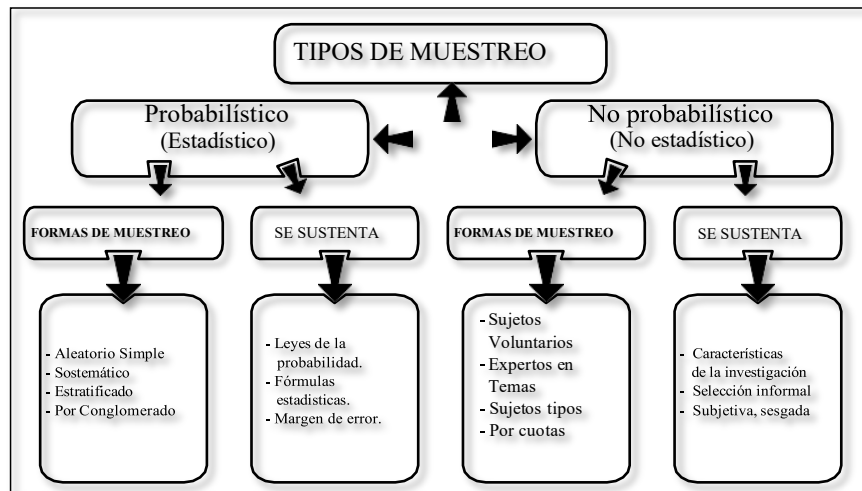 TIPOS DE MUESTREO
Probabilístico
(Estadístico)
No probabilístico
(No estadístico)
FORMAS DE MUESTREO
SE SUSTENTA
FORMAS DE MUESTREO
SE SUSTENTA
- Aleatorio Simple
- Sostemático
- Estratificado
- Por Conglomerado
- Leyes de la
probabilidad.
- Fórmulas
estadisticas.
- Margen de error.
- Sujetos
Voluntarios
- Expertos en
Temas
- Sujetos tipos
- Por cuotas
- Características
de la investigación
- Selección informal
- Subjetiva, sesgada